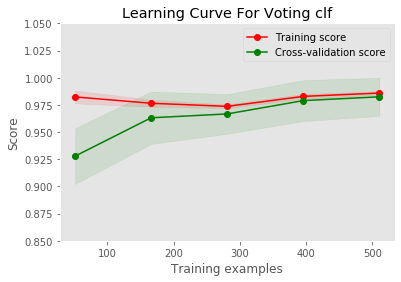 Learning Curve For Voting clf
Training score
Cross-validation score
Score
1.050
1.025
1.000
0.975
0.950
0.925
0.900
0.875
0.850
100 200 300 400 500
Training examples